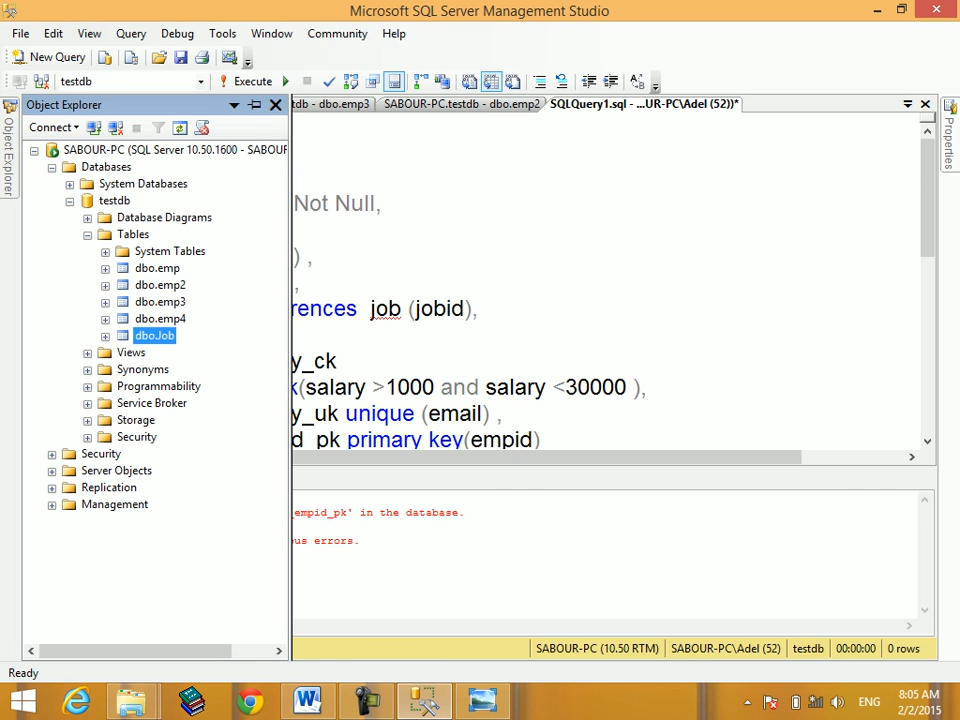 Microsoft SQL Server Management Studio
File Edit View Query Debug Tools Window Community Help
New Query
testdb Execute
Object Explorer
tdb - dbo.emp3 SABOUR-PC.testdb - dbo.emp2 SQLQuery1.sql - ...UR-PC\Adel (52))*
Object Explorer
Properties
Connect
SABOUR-PC (SQL Server 10.50.1600 - SABOUR
Databases
System Databases
testdb
Database Diagrams
Tables
System Tables
dbo.emp
dbo.emp2
dbo.emp3
dbo.emp4
dbo.Job
Views
Synonyms
Programmability
Service Broker
Storage
Security
Security
Server Objects
Replication
Management
Not Null,
) ,
,
rences job (jobid),
y_ck
k(salary >1000 and salary <30000 ),
y_uk unique (email) ,
d_pk primary key(empid)
_empid_pk' in the database.
us errors.
SABOUR-PC (10.50 RTM) SABOUR-PC\Adel (52) testdb 00:00:00 0 rows
Ready
ENG
8:05 AM
2/2/2015